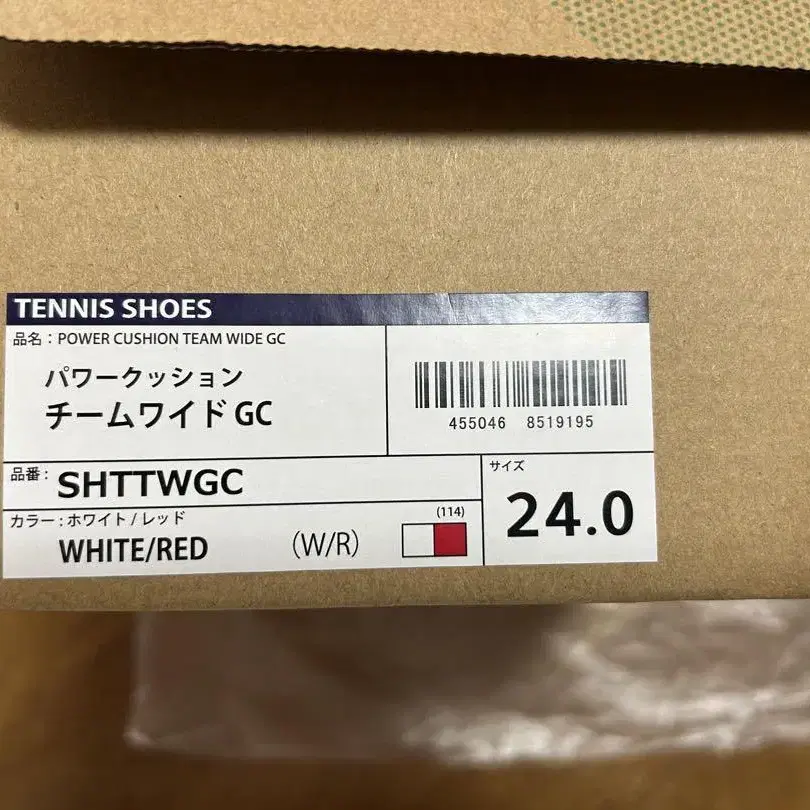 TENNIS SHOES
品名：POWER CUSHION TEAM WIDE GC
パワークッション
チームワイド GC
455046 8519195
品番： SHTTWGC
サイズ
24.0
カラー：ホワイト / レッド
(114)
WHITE/RED (W/R)